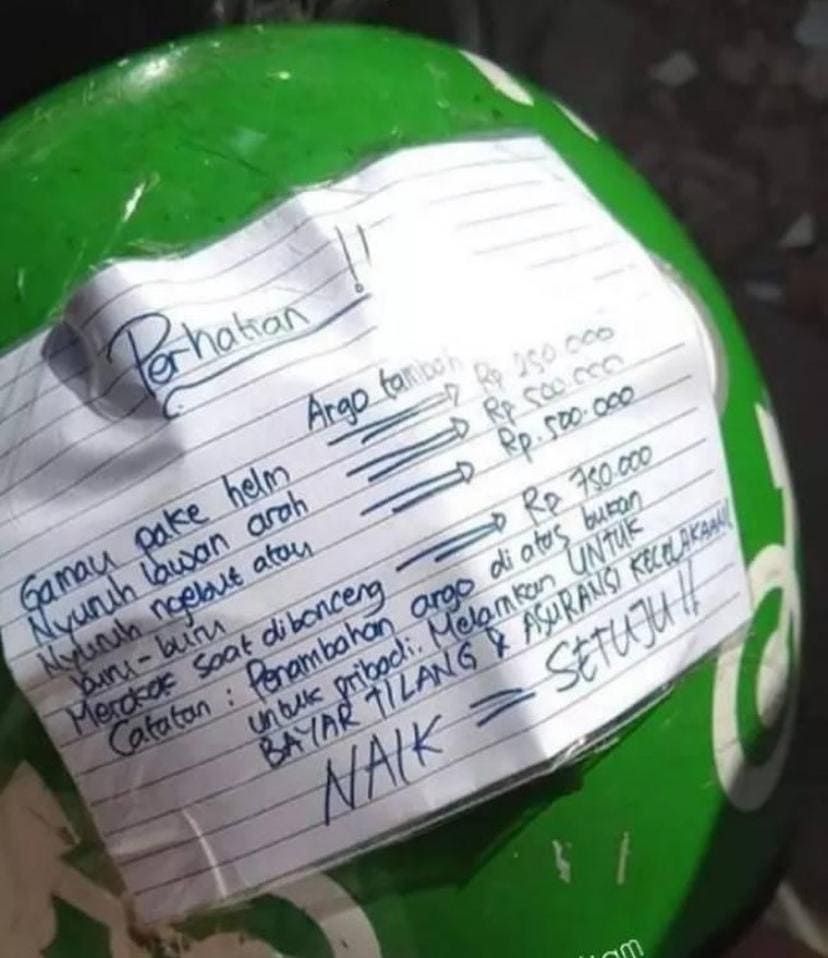 Perhatian !!
Argo tambah
Gamau pake helm => Rp 250.000
Nyuruh lawan arah => Rp 500.000
Nyuruh ngebut atau => Rp. 500.000
buru-buru
Merokok saat dibonceng => Rp 750.000
Catatan : Penambahan argo di atas bukan
untuk pribadi. Melainkan UNTUK
BAYAR TILANG & ASURANSI KECELAKAAN!!
NAIK = SETUJU!!